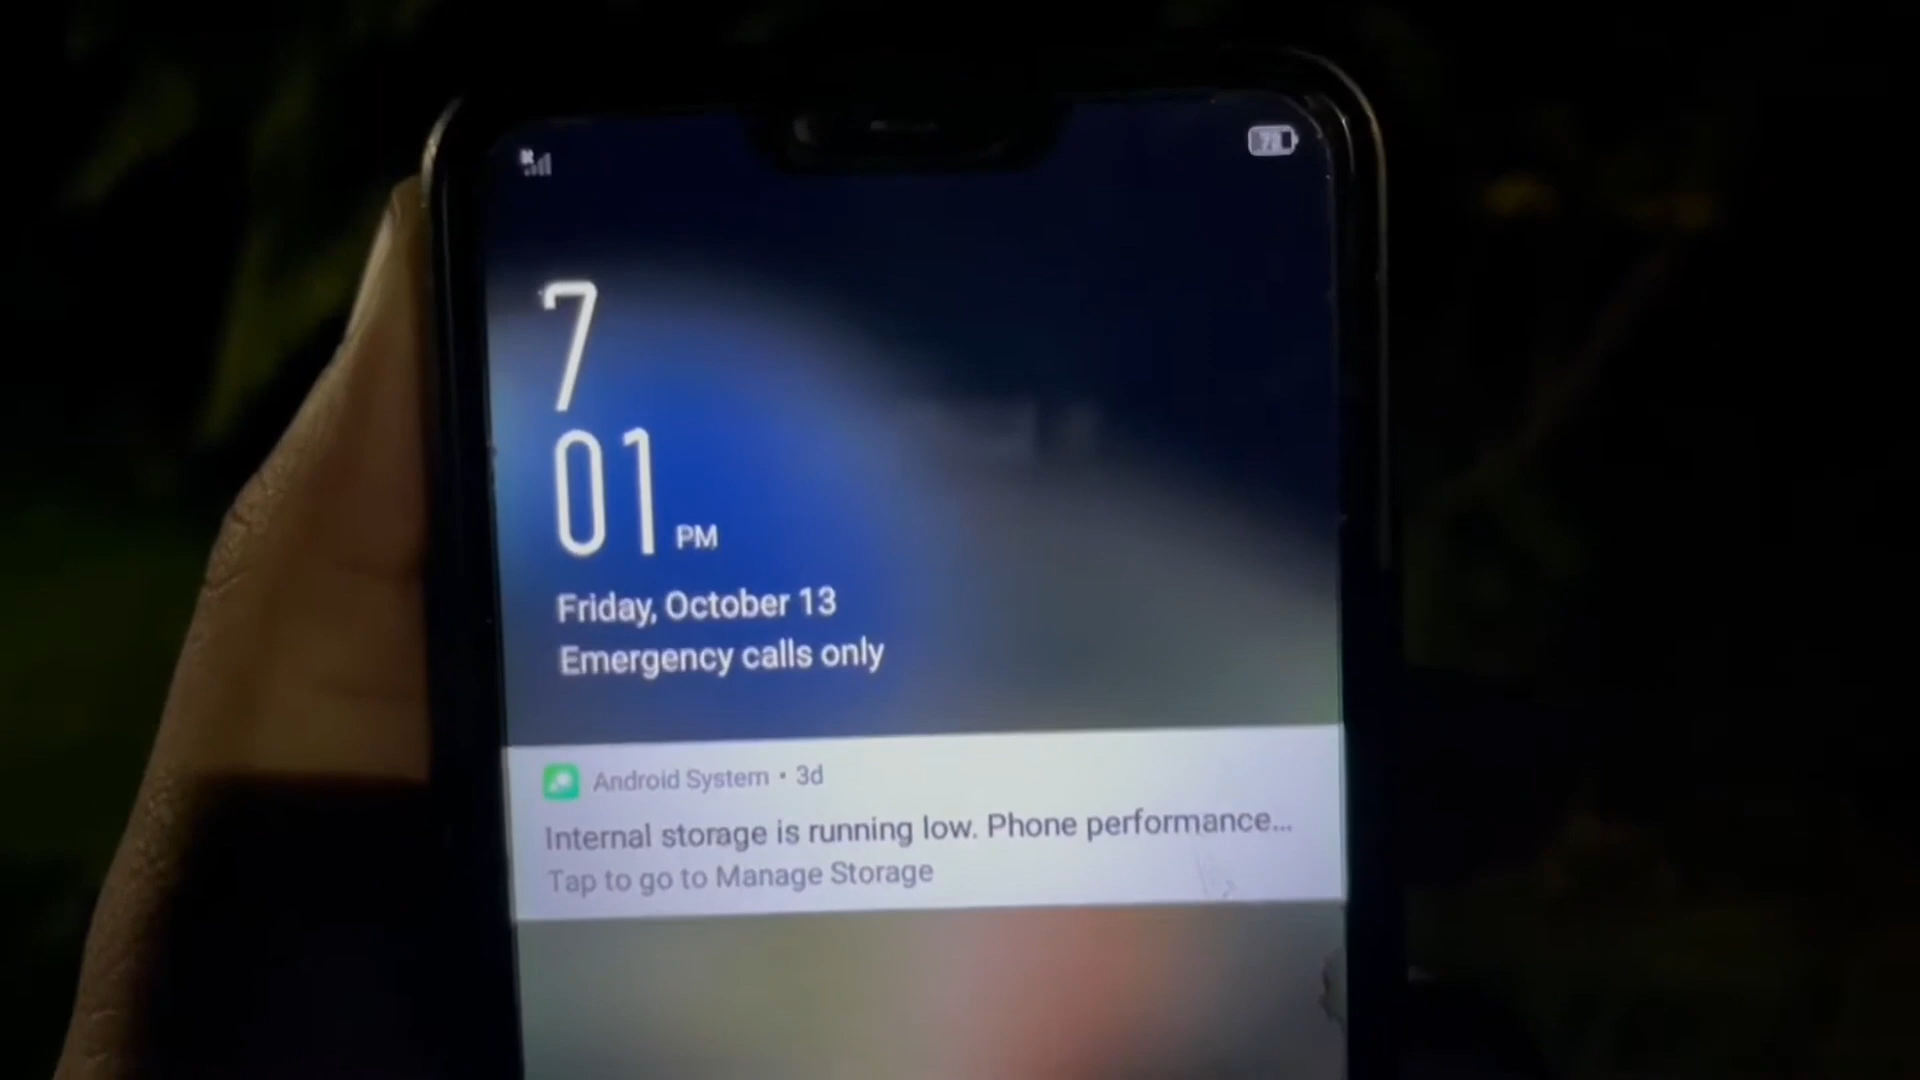 78
7
01 PM
Friday, October 13
Emergency calls only
Android System • 3d
Internal storage is running low. Phone performance...
Tap to go to Manage Storage